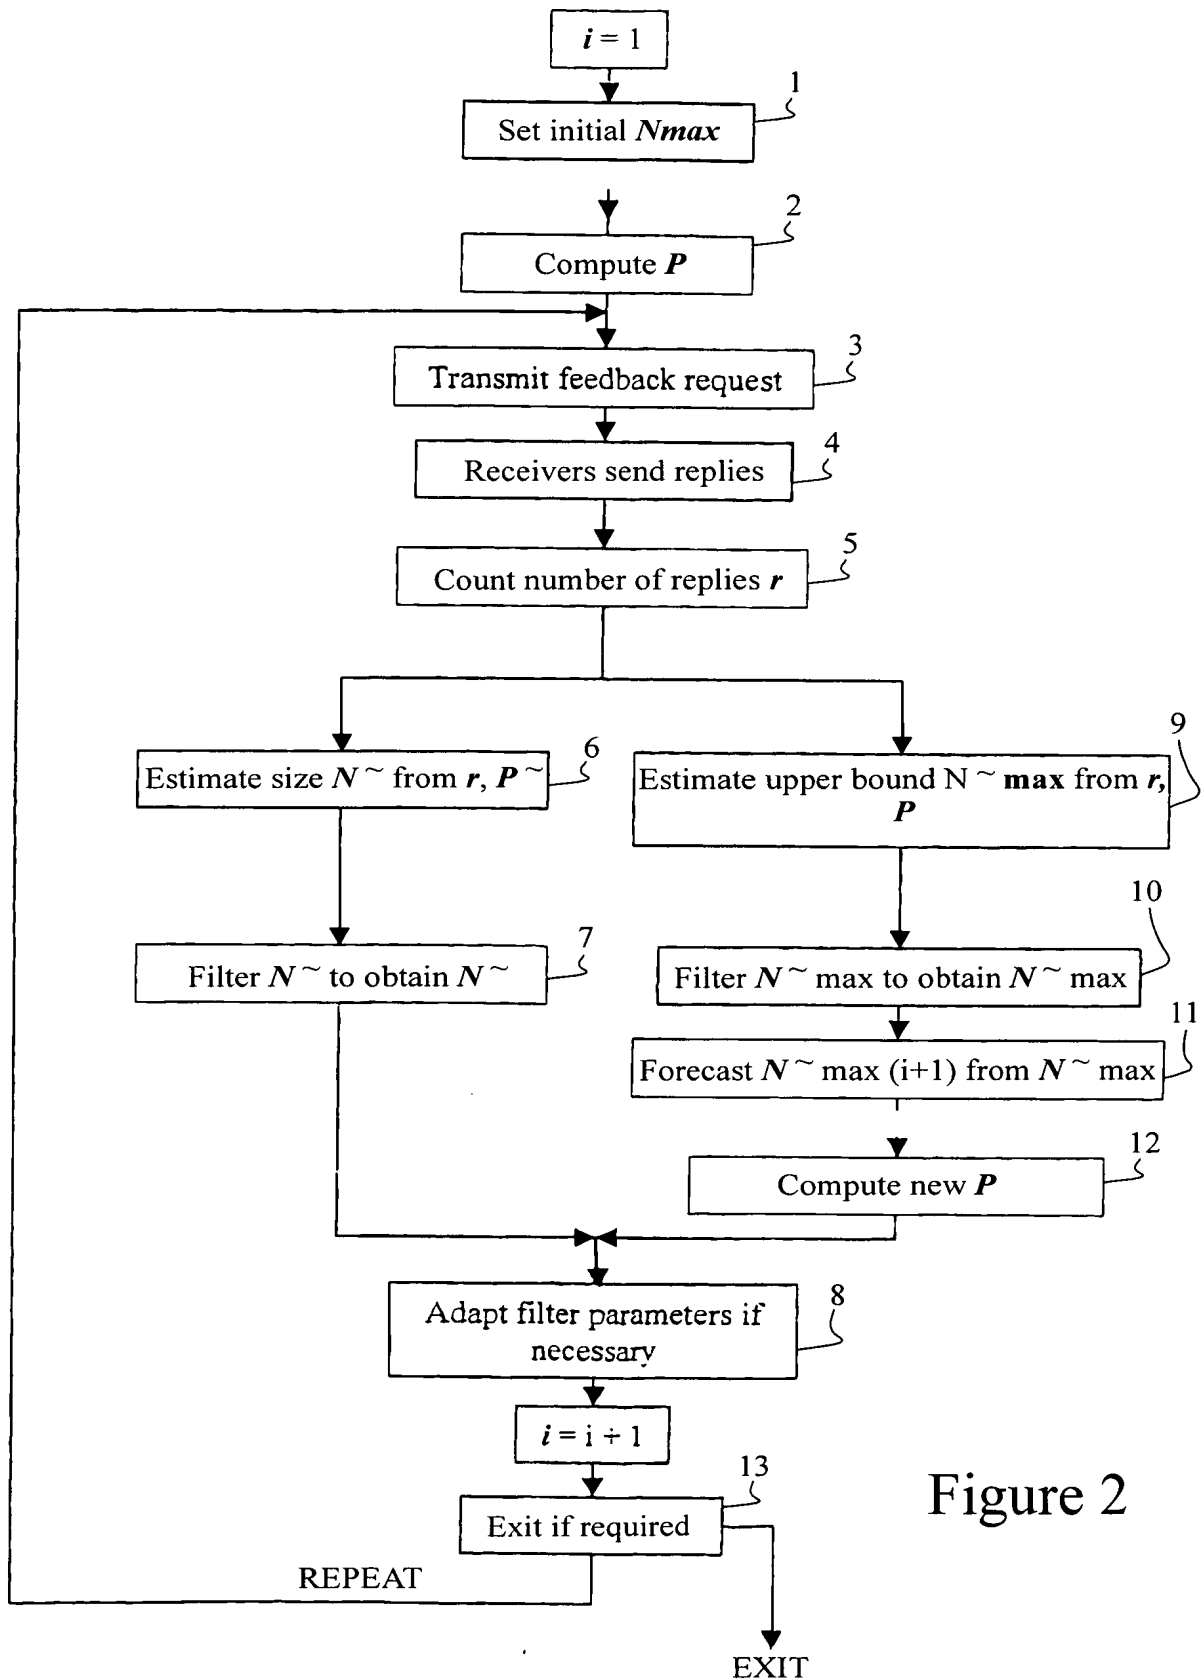 i = 1
1
Set initial Nmax
2
Compute P
3
Transmit feedback request
4
Receivers send replies
5
Count number of replies r
6
Estimate size N ~ from r, P ~
9
Estimate upper bound N ~ max from r,
P
7
Filter N ~ to obtain N ~
10
Filter N ~ max to obtain N ~ max
11
Forecast N ~ max (i+1) from N ~ max
12
Compute new P
8
Adapt filter parameters if
necessary
i = i + 1
13
Exit if required
REPEAT
EXIT
Figure 2